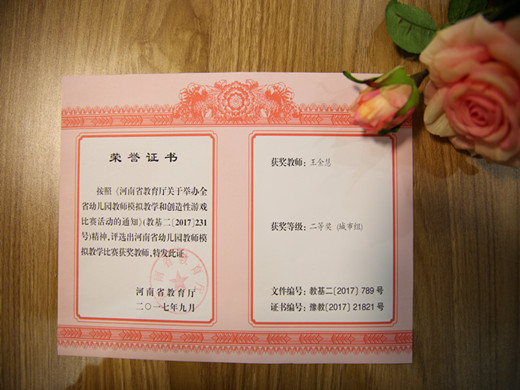 荣誉证书
按照《河南省教育厅关于举办全
省幼儿园教师模拟教学和创造性游戏
比赛活动的通知》(教基二〔2017〕231
号)精神,评选出河南省幼儿园教师模
拟教学比赛获奖教师,特发此证。
河南省教育厅
二〇一七年九月
获奖教师:王全慧
获奖等级:二等奖(城市组)
文件编号:教基二〔2017〕789号
证书编号:豫教〔2017〕21821号